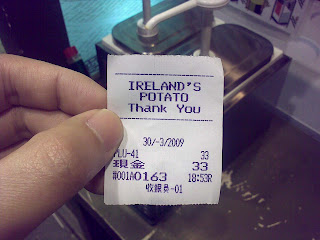 IRELAND'S
POTATO
Thank You
30/-3/2009
PLU-41 33
現金 33
#001A0163 18:53R
收銀員-01